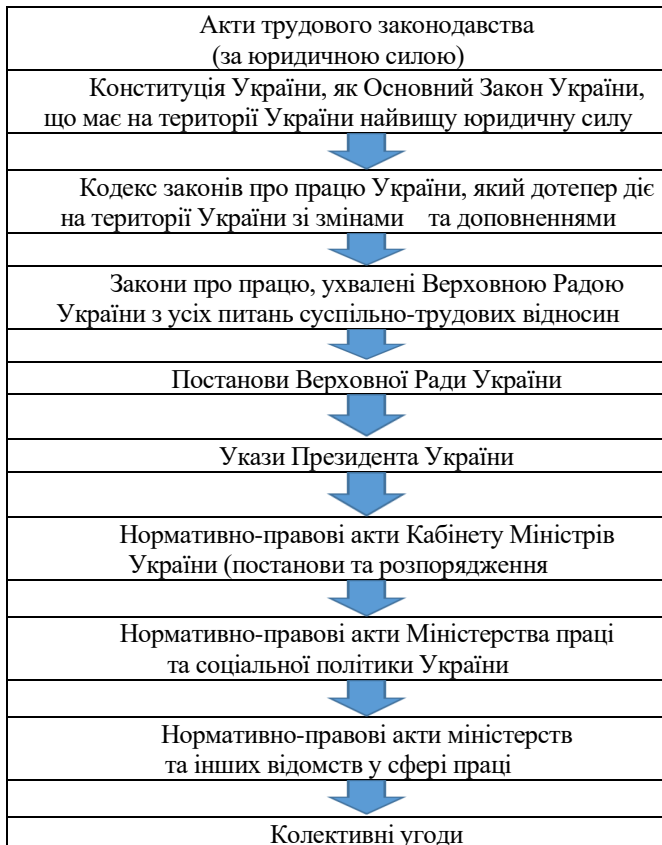 Акти трудового законодавства
(за юридичною силою)
Конституція України, як Основний Закон України,
що має на території України найвищу юридичну силу
Кодекс законів про працю України, який дотепер діє
на території України зі змінами та доповненнями
Закони про працю, ухвалені Верховною Радою
України з усіх питань суспільно-трудових відносин
Постанови Верховної Ради України
Укази Президента України
Нормативно-правові акти Кабінету Міністрів
України (постанови та розпорядження
Нормативно-правові акти Міністерства праці
та соціальної політики України
Нормативно-правові акти міністерств
та інших відомств у сфері праці
Колективні угоди